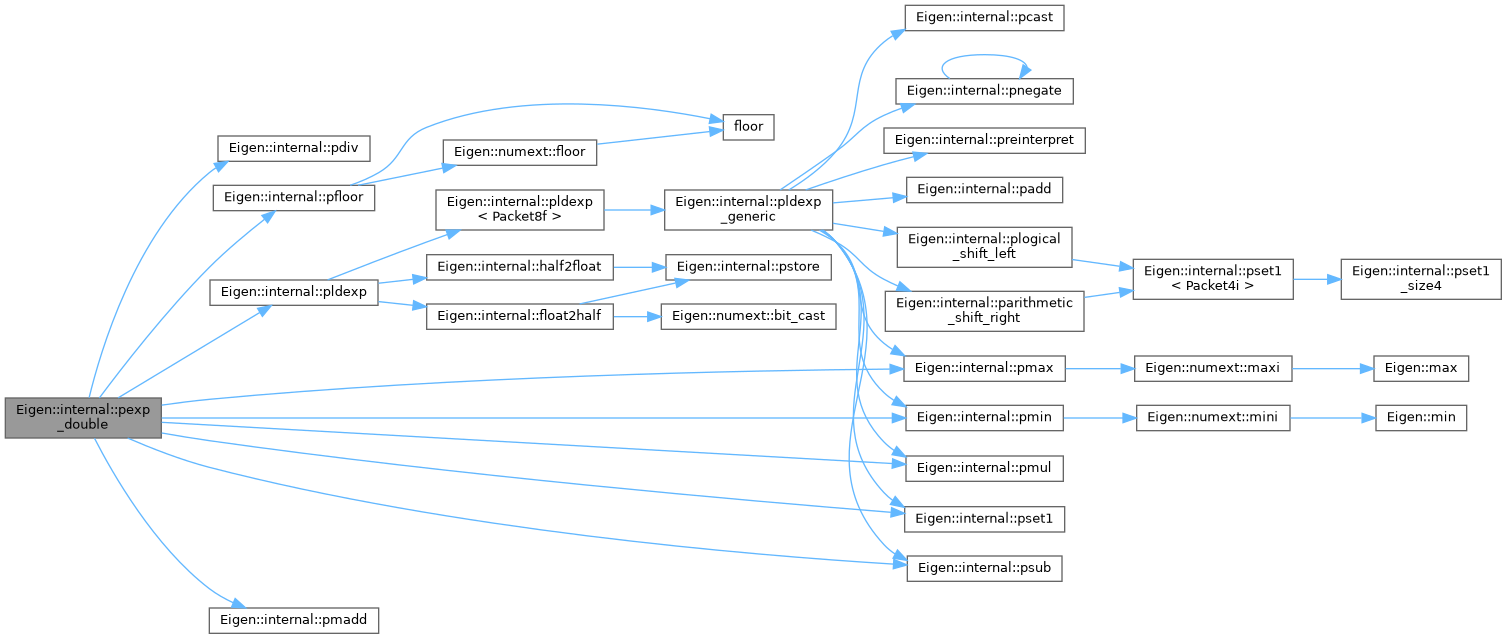 Eigen::internal::pexp
_double
Eigen::internal::pdiv
Eigen::internal::pfloor
Eigen::internal::pldexp
Eigen::internal::pmadd
Eigen::numext::floor
Eigen::internal::pldexp
< Packet8f >
Eigen::internal::half2float
Eigen::internal::float2half
floor
Eigen::internal::pldexp
_generic
Eigen::internal::pstore
Eigen::numext::bit_cast
Eigen::internal::pcast
Eigen::internal::pnegate
Eigen::internal::preinterpret
Eigen::internal::padd
Eigen::internal::plogical
_shift_left
Eigen::internal::parithmetic
_shift_right
Eigen::internal::pmax
Eigen::internal::pmin
Eigen::internal::pmul
Eigen::internal::pset1
Eigen::internal::psub
Eigen::internal::pset1
< Packet4i >
Eigen::numext::maxi
Eigen::numext::mini
Eigen::internal::pset1
_size4
Eigen::max
Eigen::min